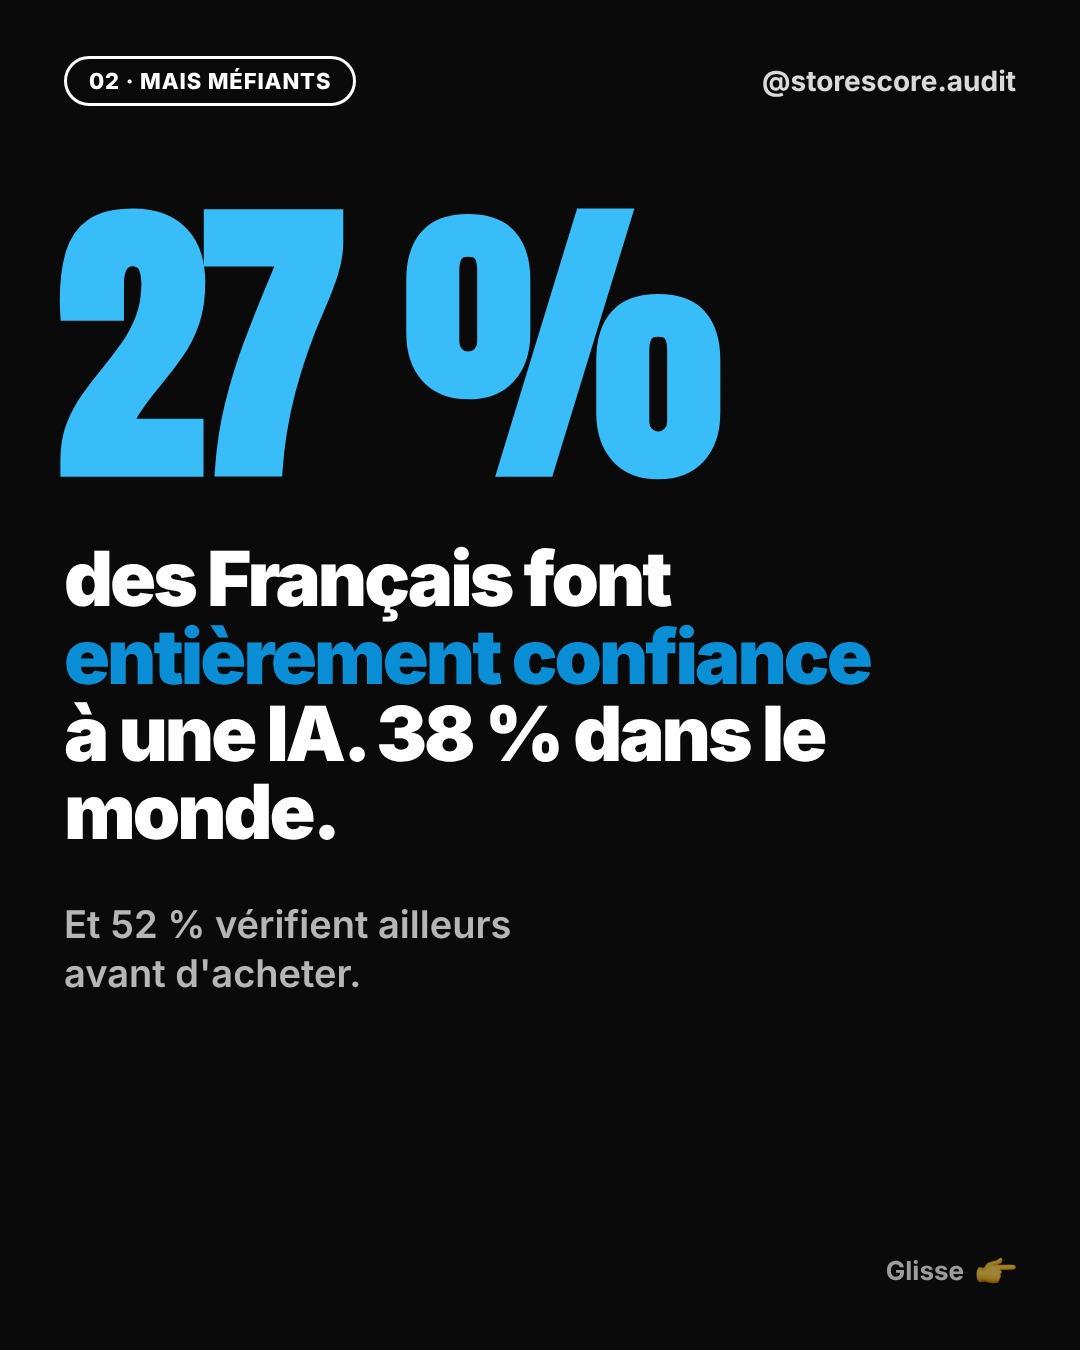 02 · MAIS MÉFIANTS
@storescore.audit
27 %
des Français font
entièrement confiance
à une IA. 38 % dans le
monde.
Et 52 % vérifient ailleurs
avant d'acheter.
Glisse 👉